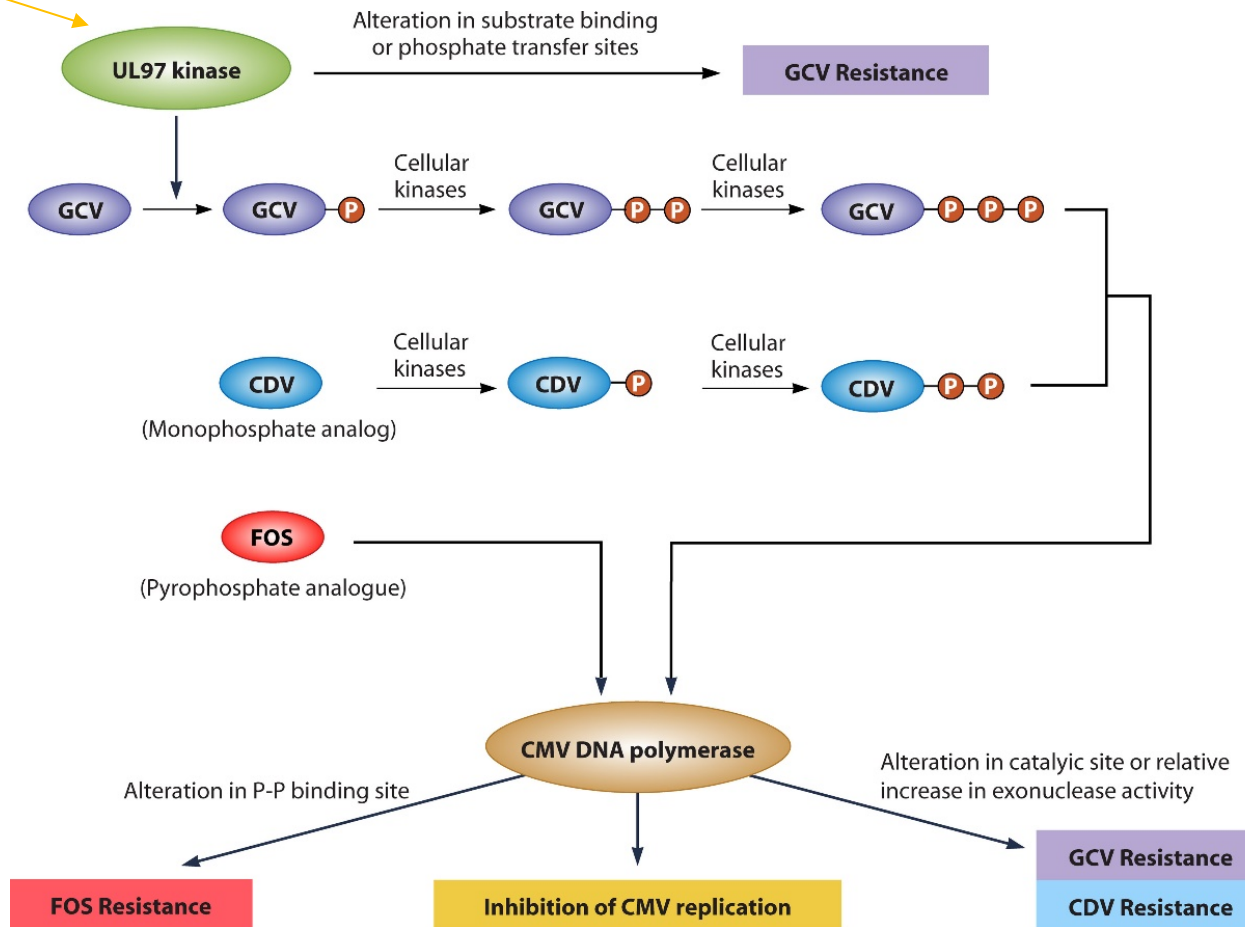 Alteration in substrate binding
or phosphate transfer sites
UL97 kinase
GCV Resistance
Cellular
kinases
Cellular
kinases
GCV
GCV P
GCV P P
GCV P P P
Cellular
kinases
Cellular
kinases
CDV
CDV P
CDV P P
(Monophosphate analog)
FOS
(Pyrophosphate analogue)
CMV DNA polymerase
Alteration in P-P binding site
Alteration in catalyic site or relative
increase in exonuclease activity
FOS Resistance
Inhibition of CMV replication
GCV Resistance
CDV Resistance